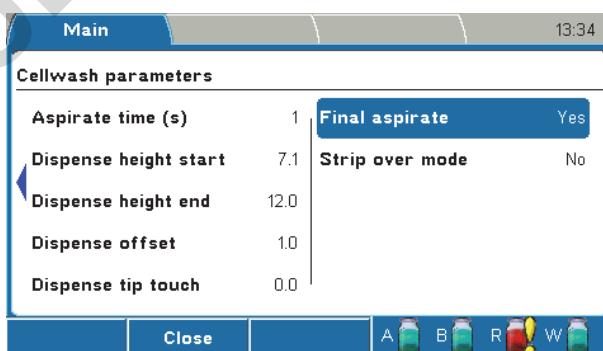 Main 13:34
Cellwash parameters
Aspirate time (s) 1
Dispense height start 7.1
Dispense height end 12.0
Dispense offset 1.0
Dispense tip touch 0.0
Final aspirate Yes
Strip over mode No
Close A B R W